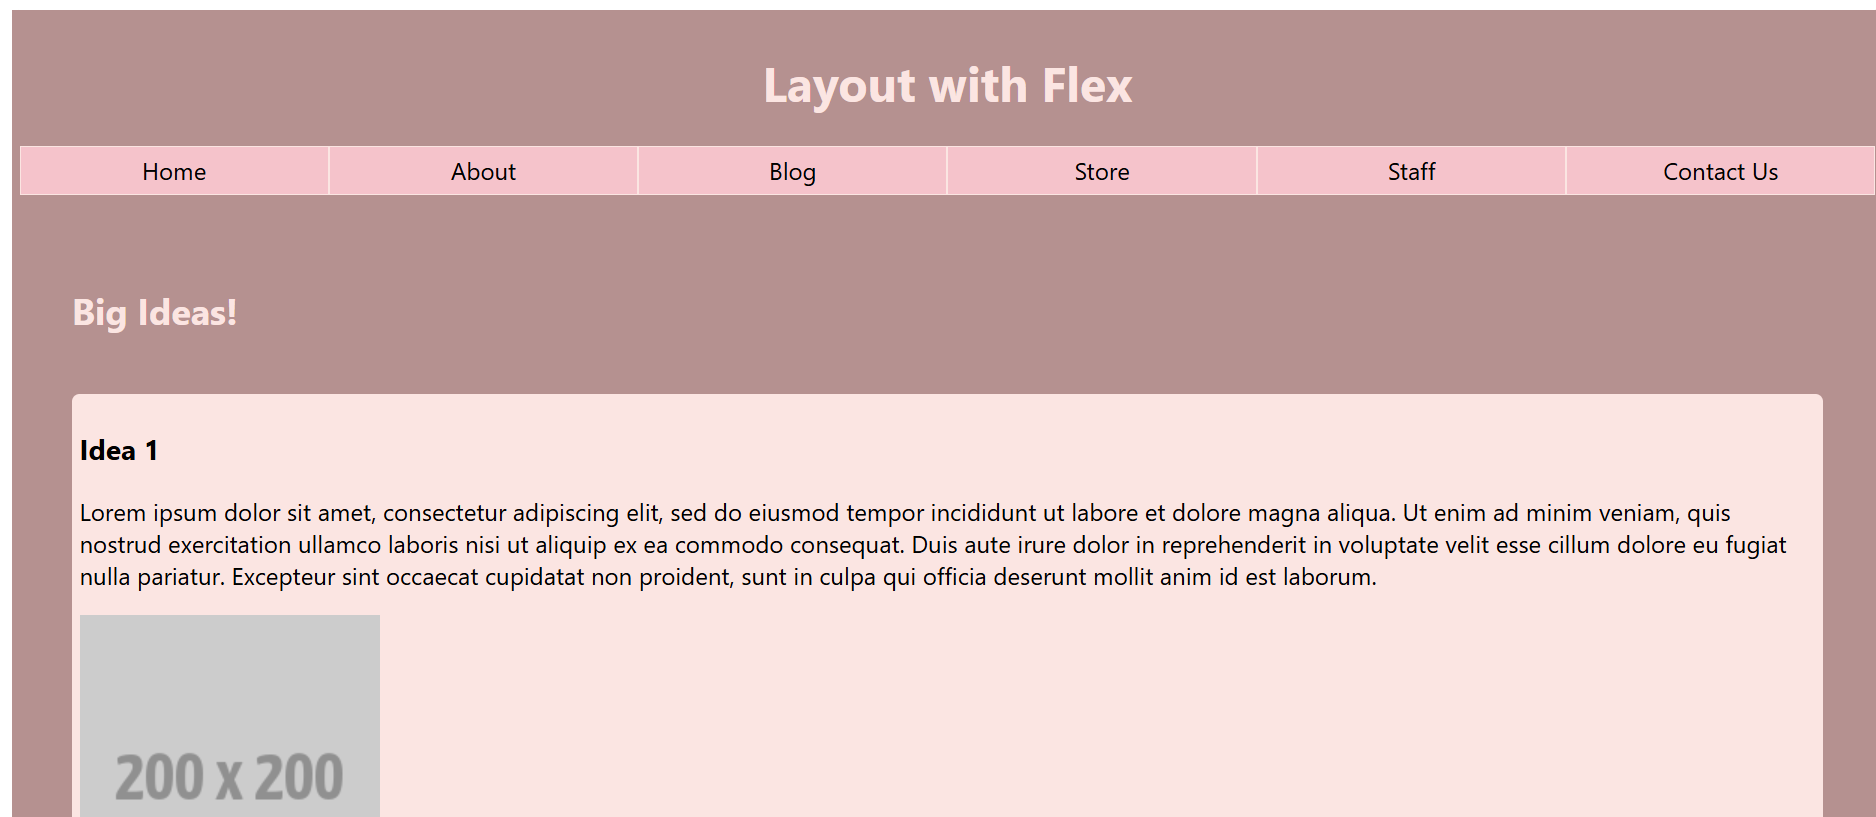 Layout with Flex
Home About Blog Store Staff Contact Us
Big Ideas!
Idea 1
Lorem ipsum dolor sit amet, consectetur adipiscing elit, sed do eiusmod tempor incididunt ut labore et dolore magna aliqua. Ut enim ad minim veniam, quis
nostrud exercitation ullamco laboris nisi ut aliquip ex ea commodo consequat. Duis aute irure dolor in reprehenderit in voluptate velit esse cillum dolore eu fugiat
nulla pariatur. Excepteur sint occaecat cupidatat non proident, sunt in culpa qui officia deserunt mollit anim id est laborum.
200 x 200